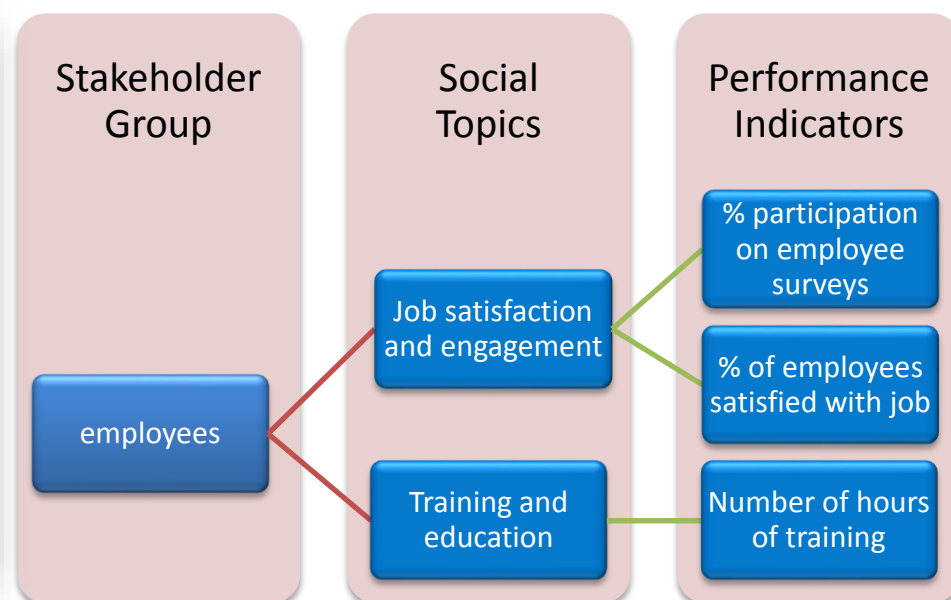 Stakeholder
Group
Social
Topics
Performance
Indicators
employees
Job satisfaction
and engagement
Training and
education
% participation
on employee
surveys
% of employees
satisfied with job
Number of hours
of training